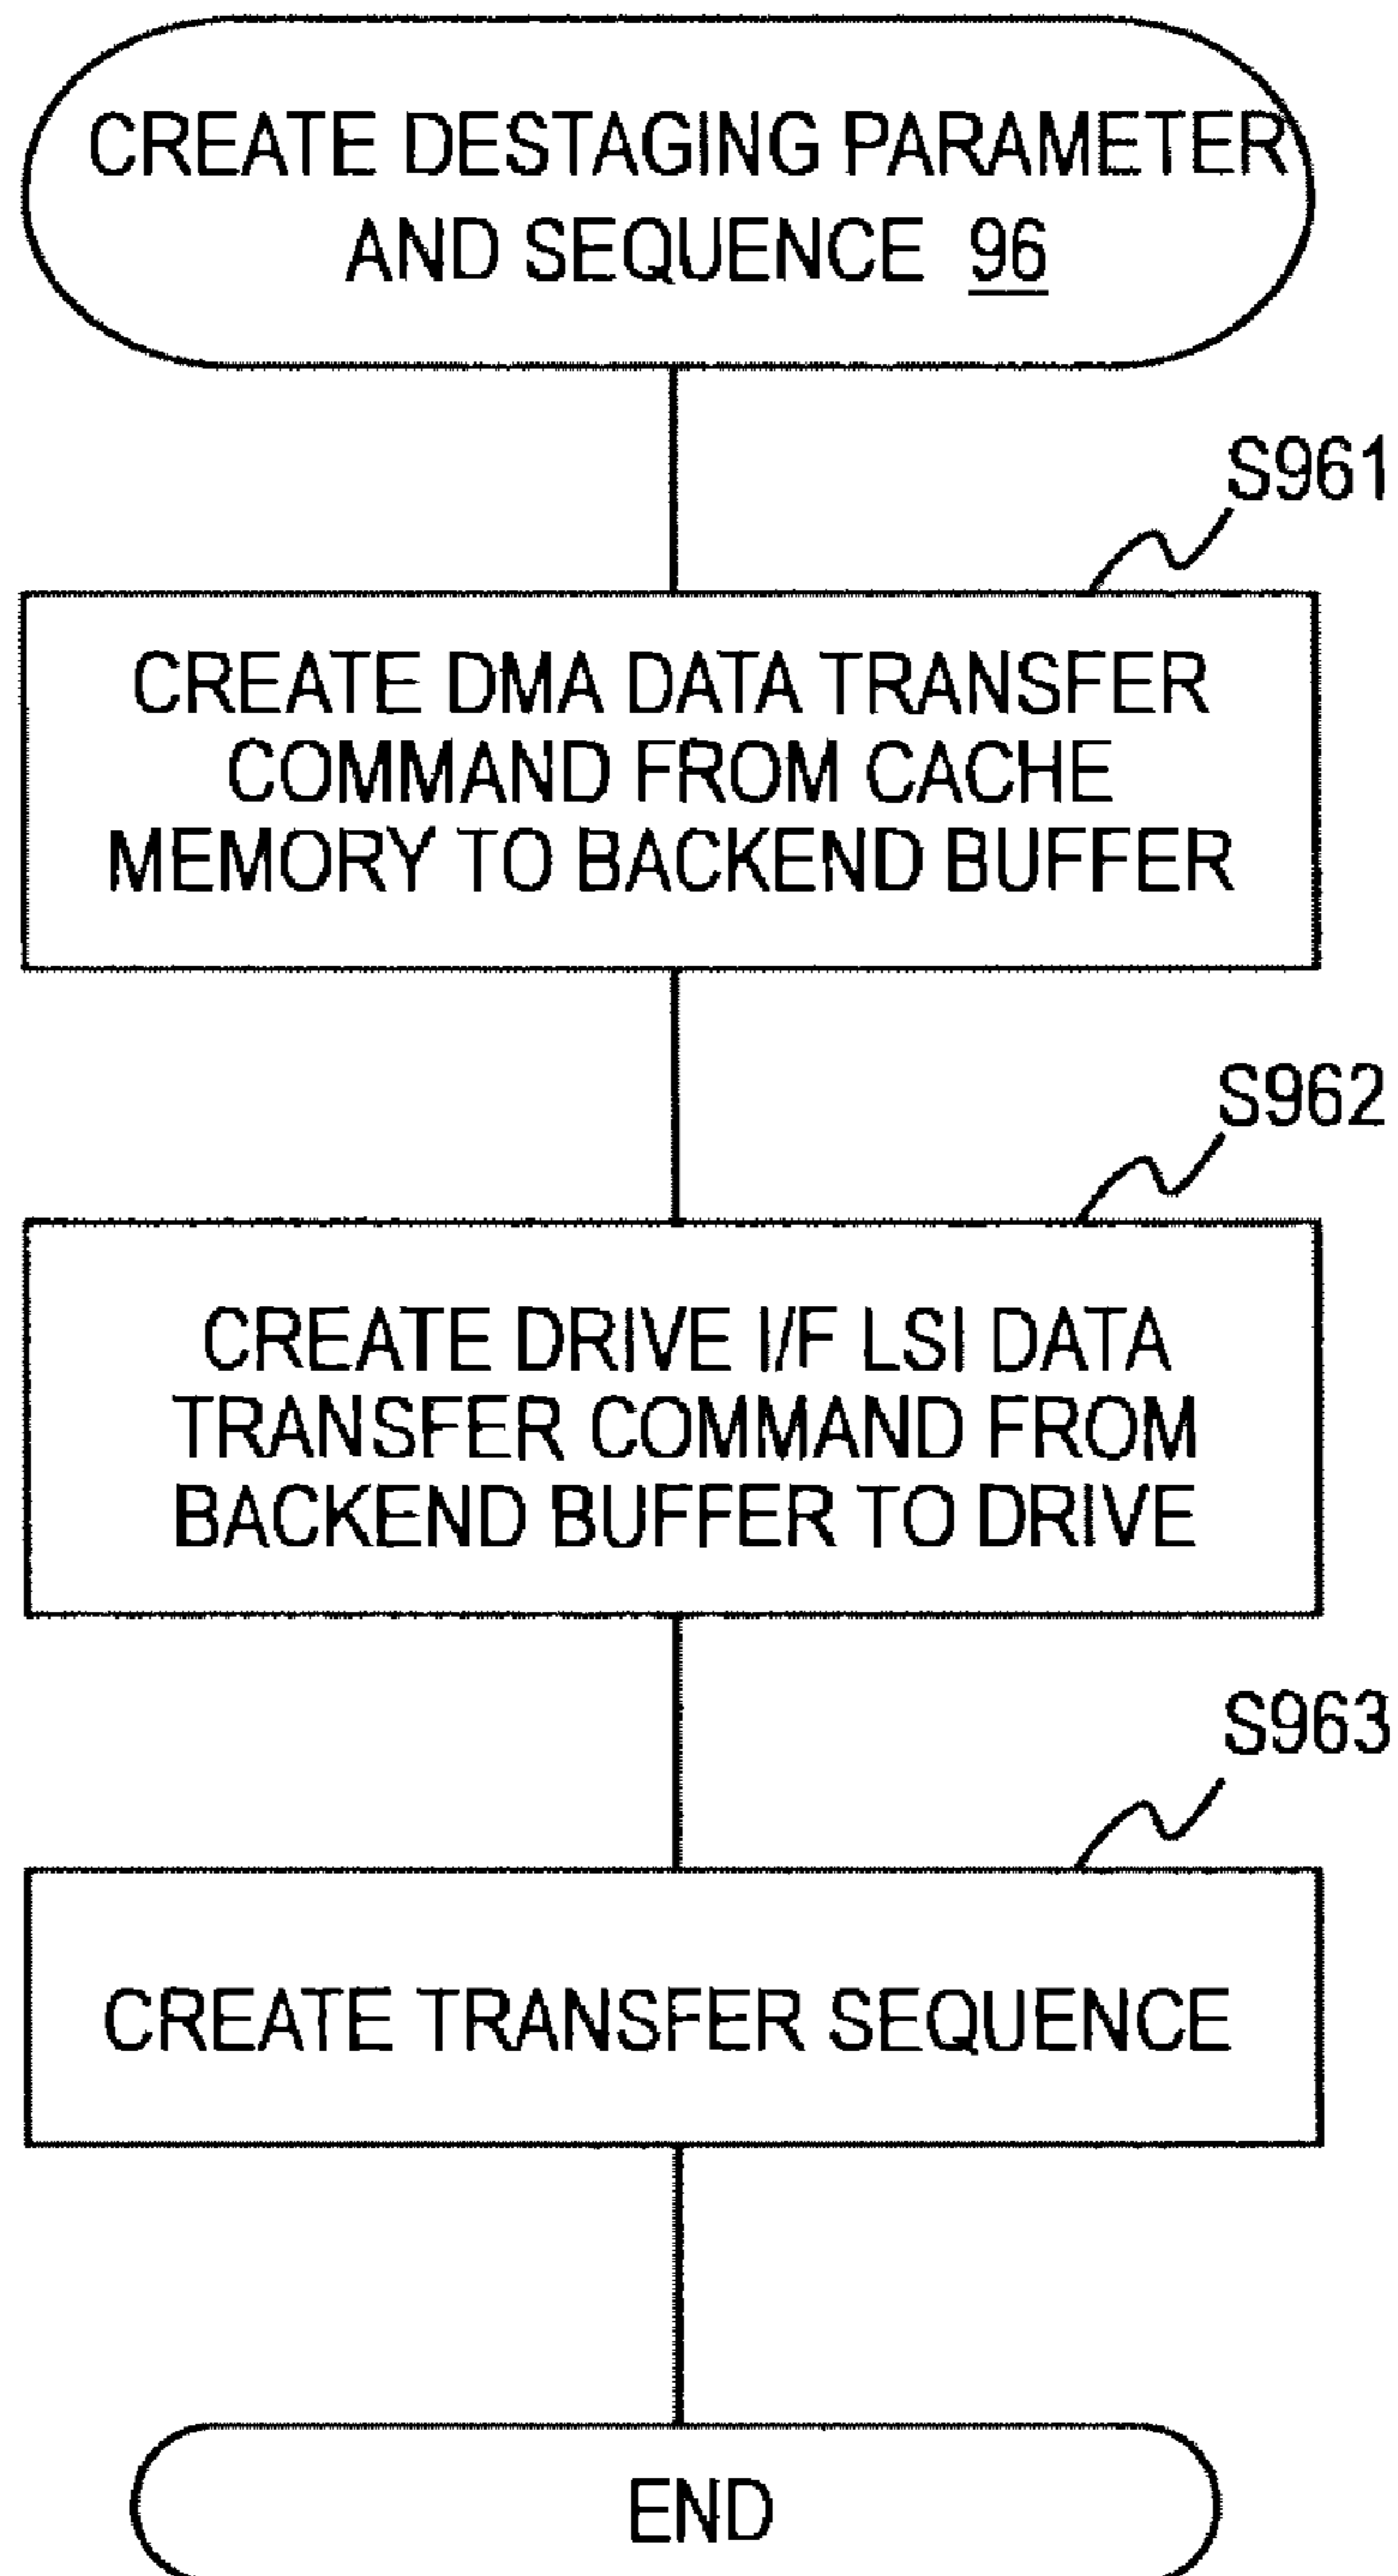 CREATE DESTAGING PARAMETER
AND SEQUENCE 96
S961
CREATE DMA DATA TRANSFER
COMMAND FROM CACHE
MEMORY TO BACKEND BUFFER
S962
CREATE DRIVE I/F LSI DATA
TRANSFER COMMAND FROM
BACKEND BUFFER TO DRIVE
S963
CREATE TRANSFER SEQUENCE
END